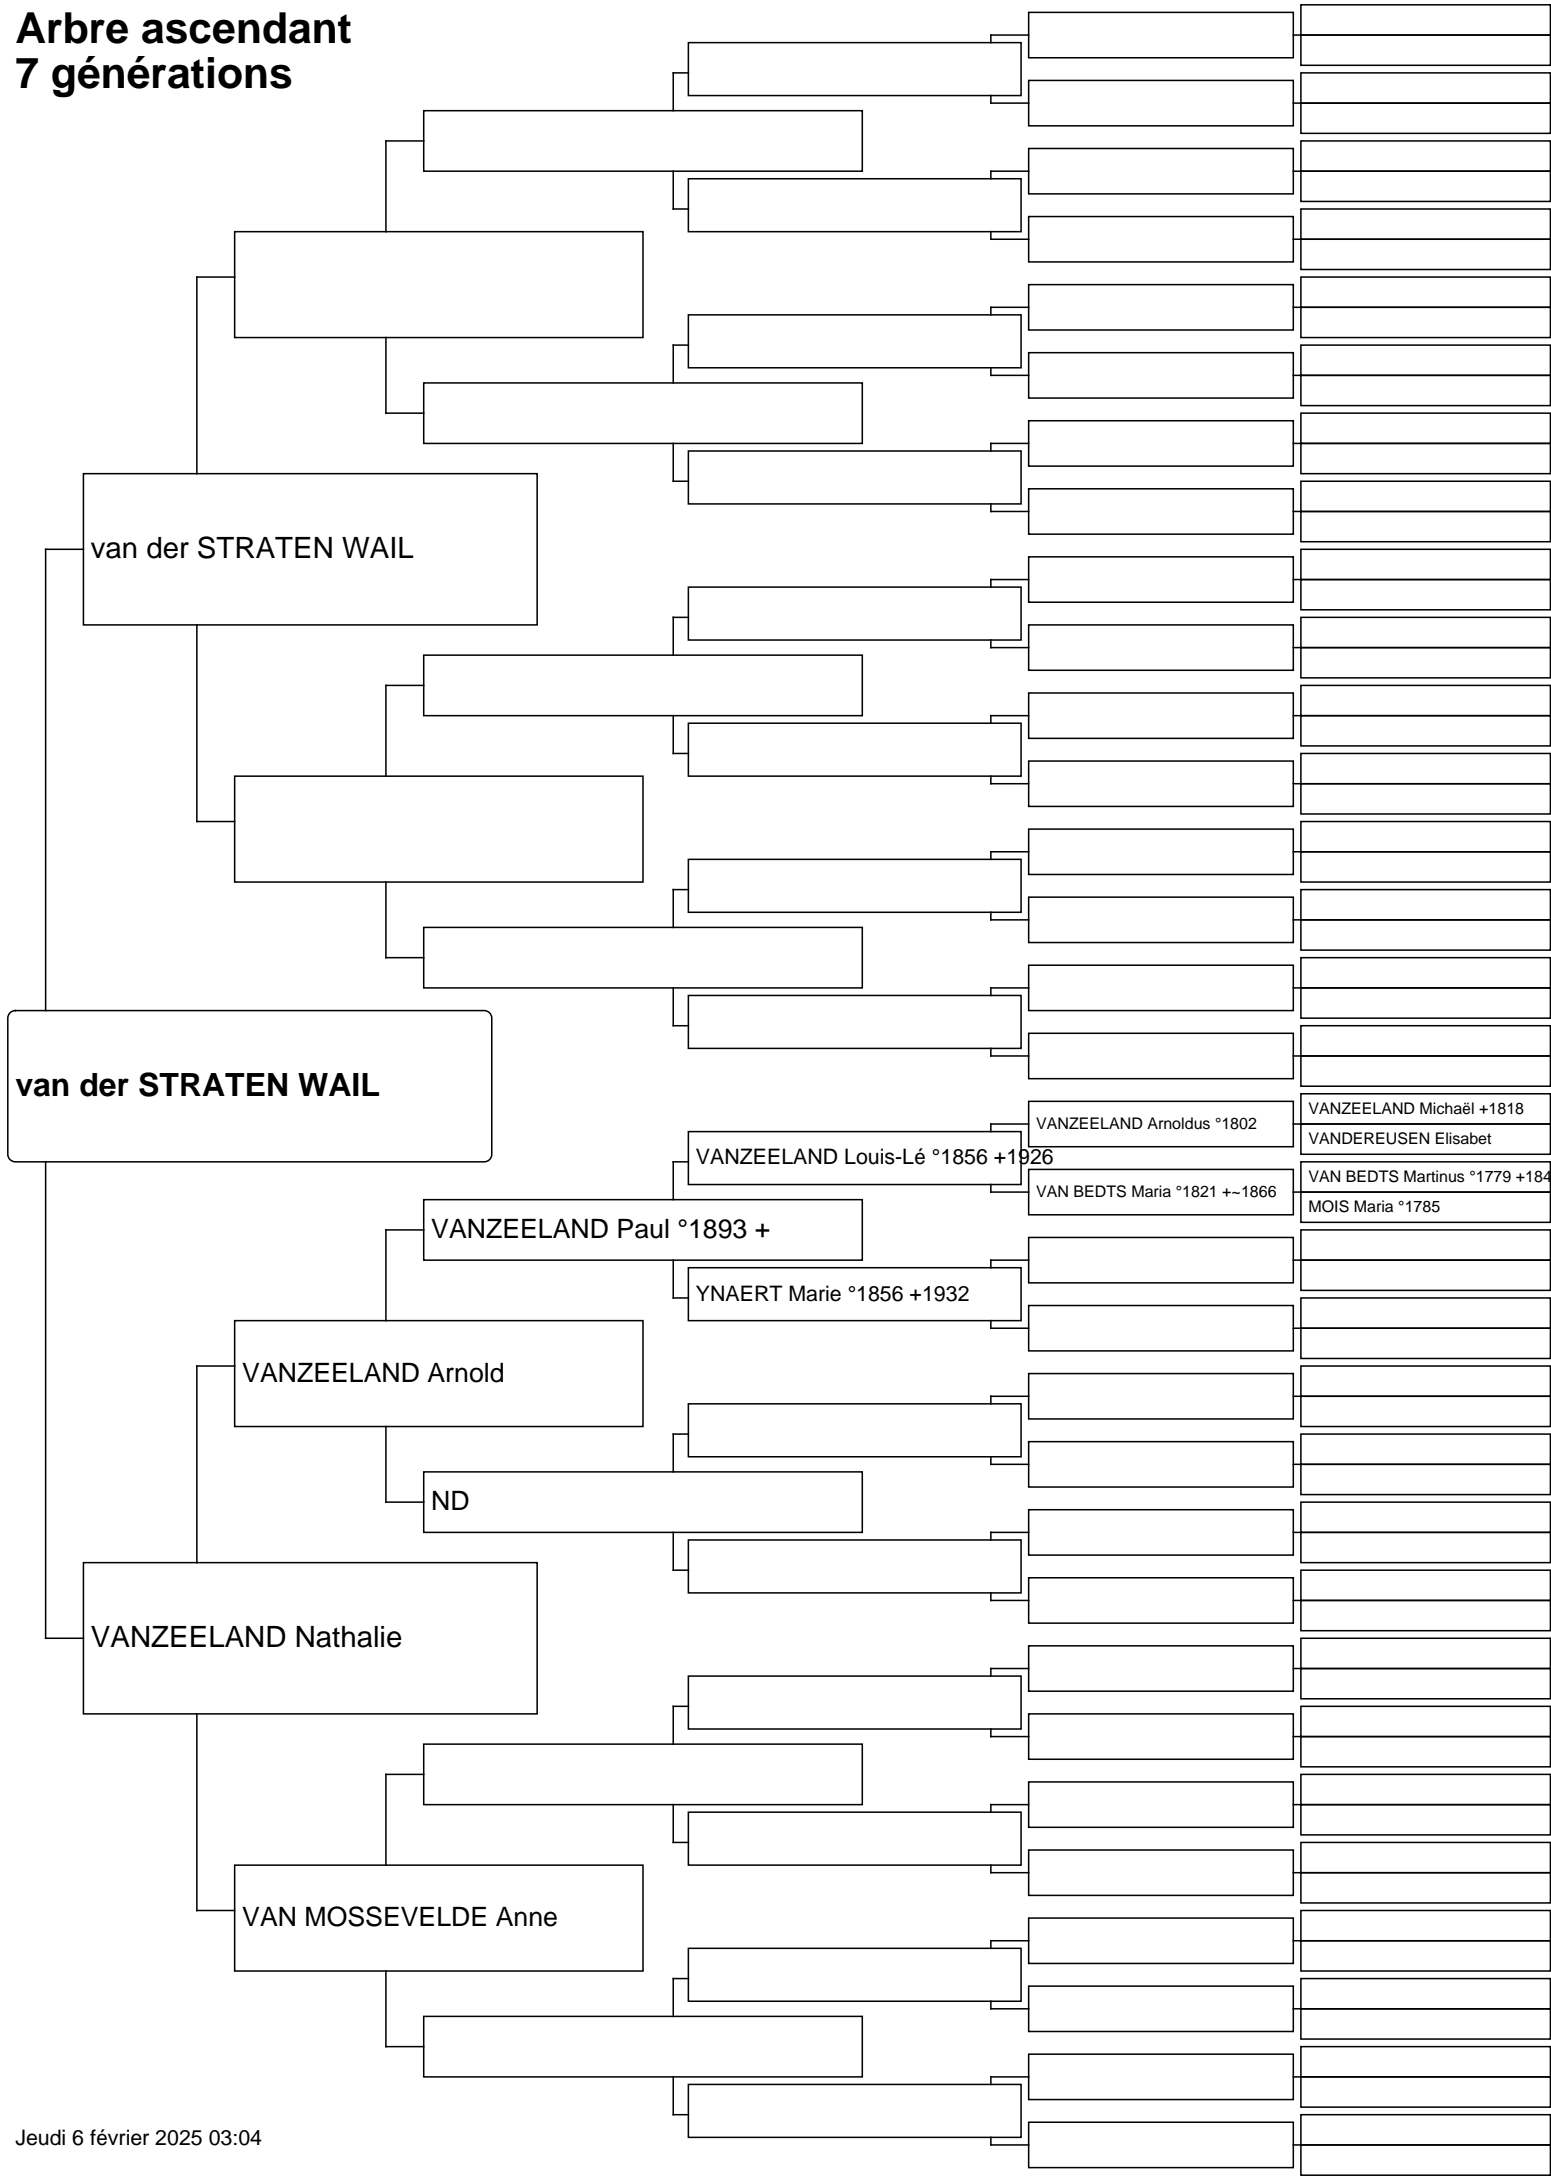 Arbre ascendant
7 générations
van der STRATEN WAIL
van der STRATEN WAIL
VANZEELAND Michaël +1818
VANZEELAND Arnoldus °1802
VANDEREUSEN Elisabet
VANZEELAND Louis-Lé °1856 +1926
VAN BEDTS Martinus °1779 +184
VAN BEDTS Maria °1821 +~1866
MOIS Maria °1785
VANZEELAND Paul °1893 +
YNAERT Marie °1856 +1932
VANZEELAND Arnold
ND
VANZEELAND Nathalie
VAN MOSSEVELDE Anne
Jeudi 6 février 2025 03:04